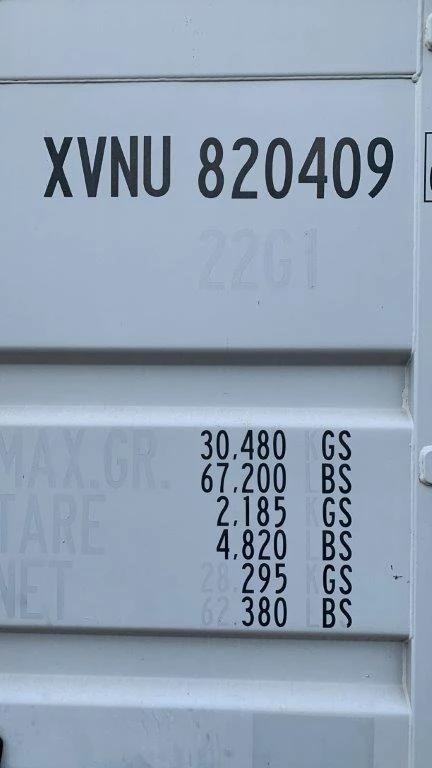 XVNU 820409
22G1
MAX.GR. 30,480 KGS
67,200 LBS
TARE 2,185 KGS
4,820 LBS
NET 28,295 KGS
62,380 LBS